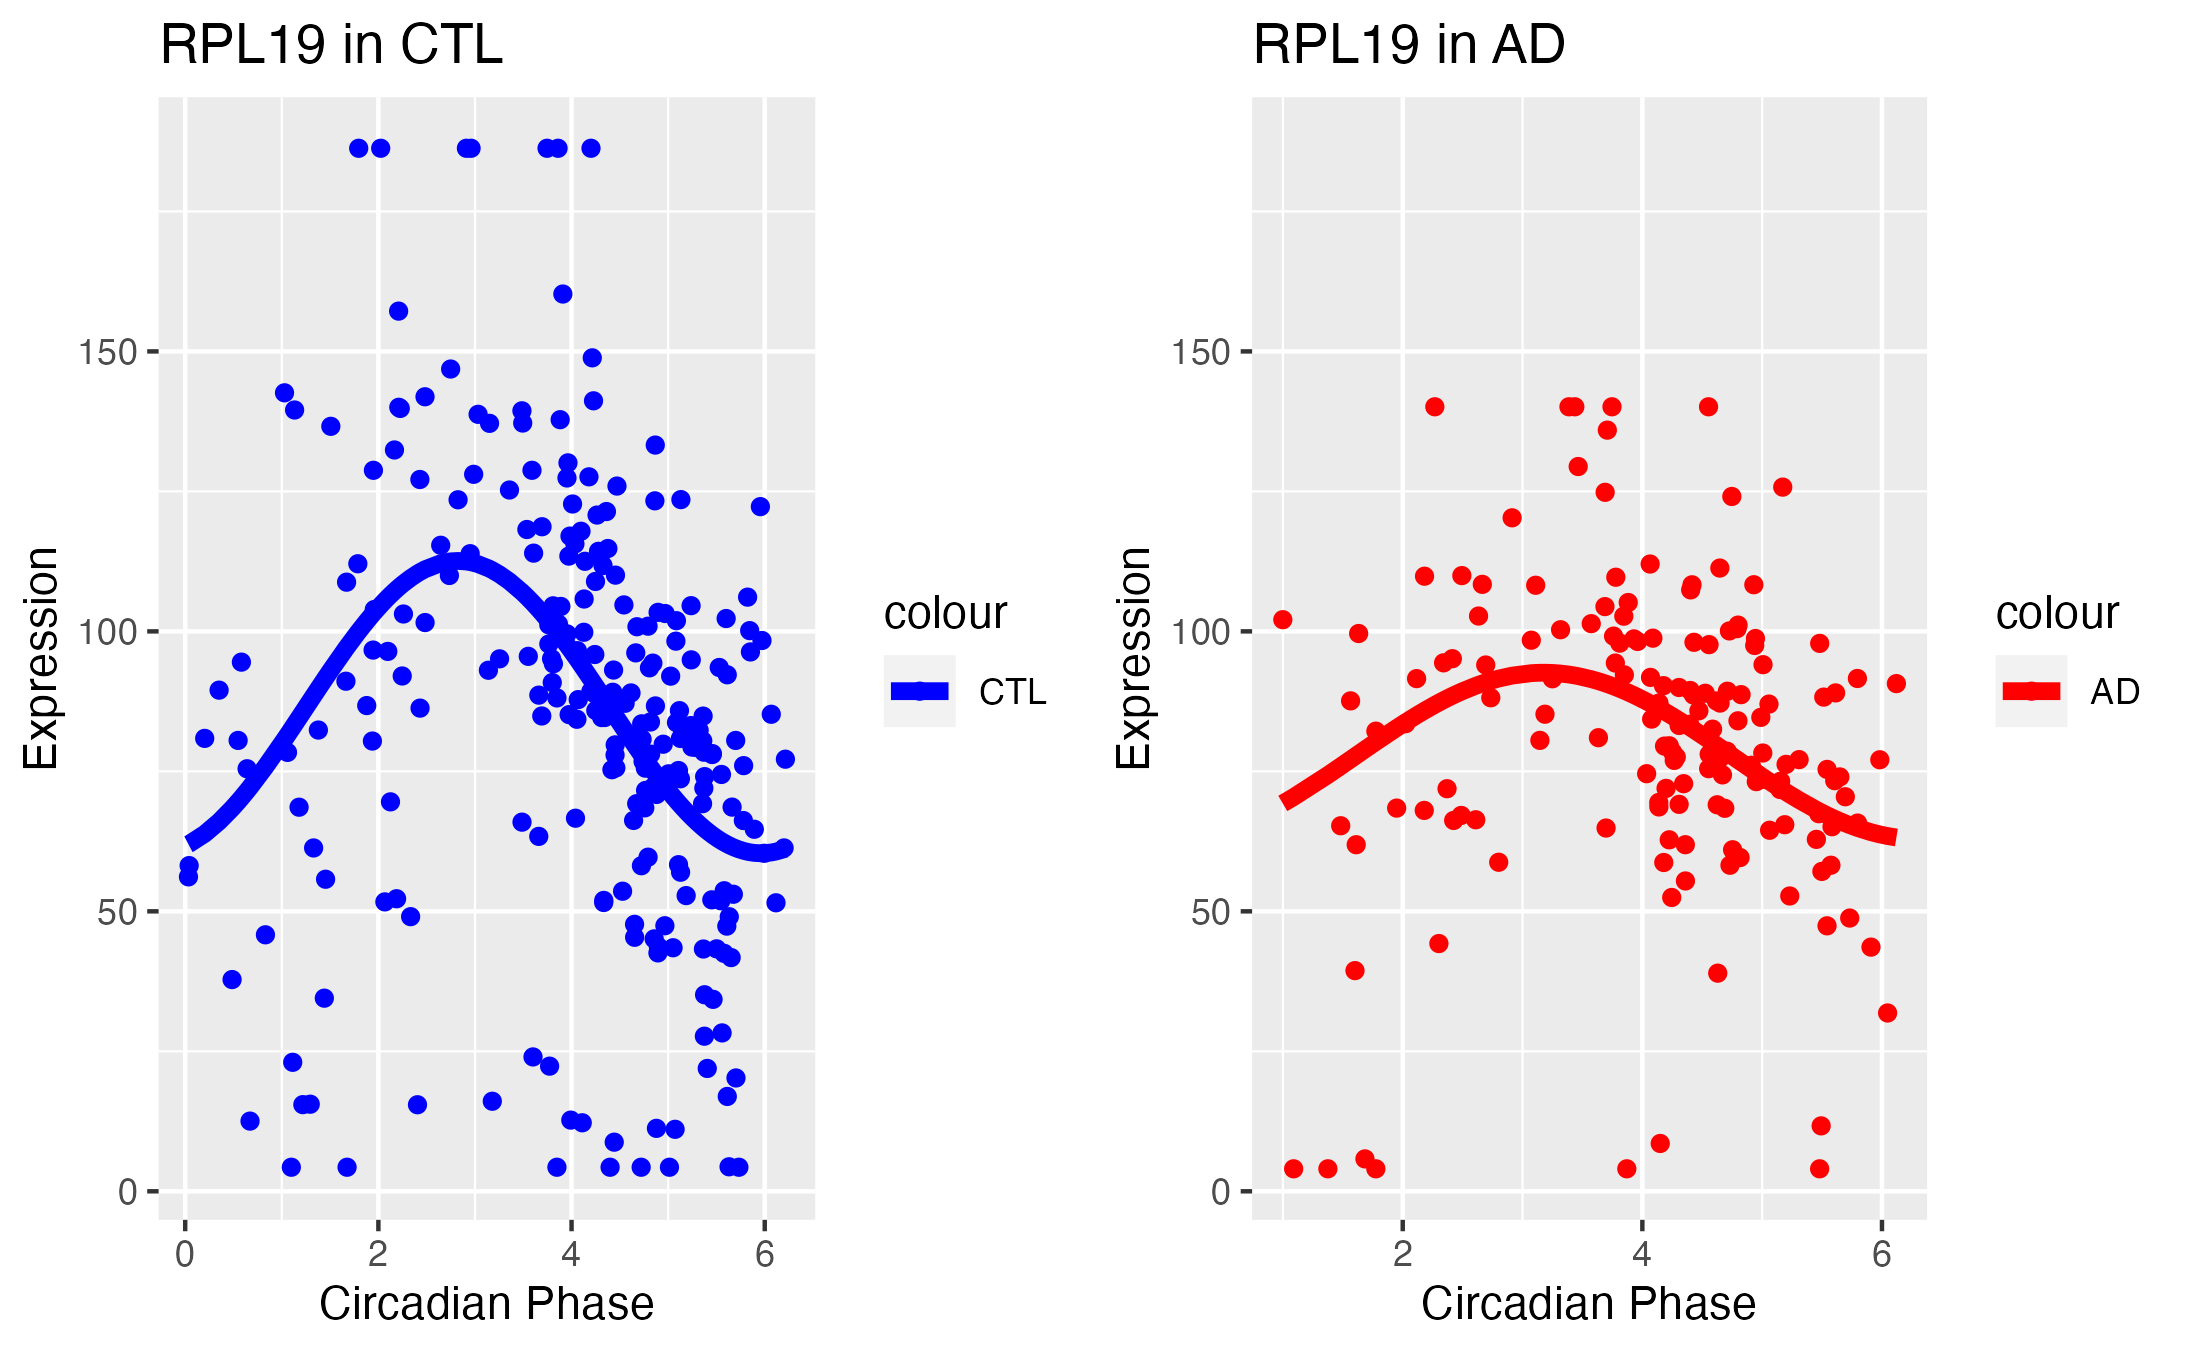 RPL19 in CTL
Expression
150
100
50
0
0 2 4 6
Circadian Phase
colour
CTL
RPL19 in AD
Expression
150
100
50
0
2 4 6
Circadian Phase
colour
AD